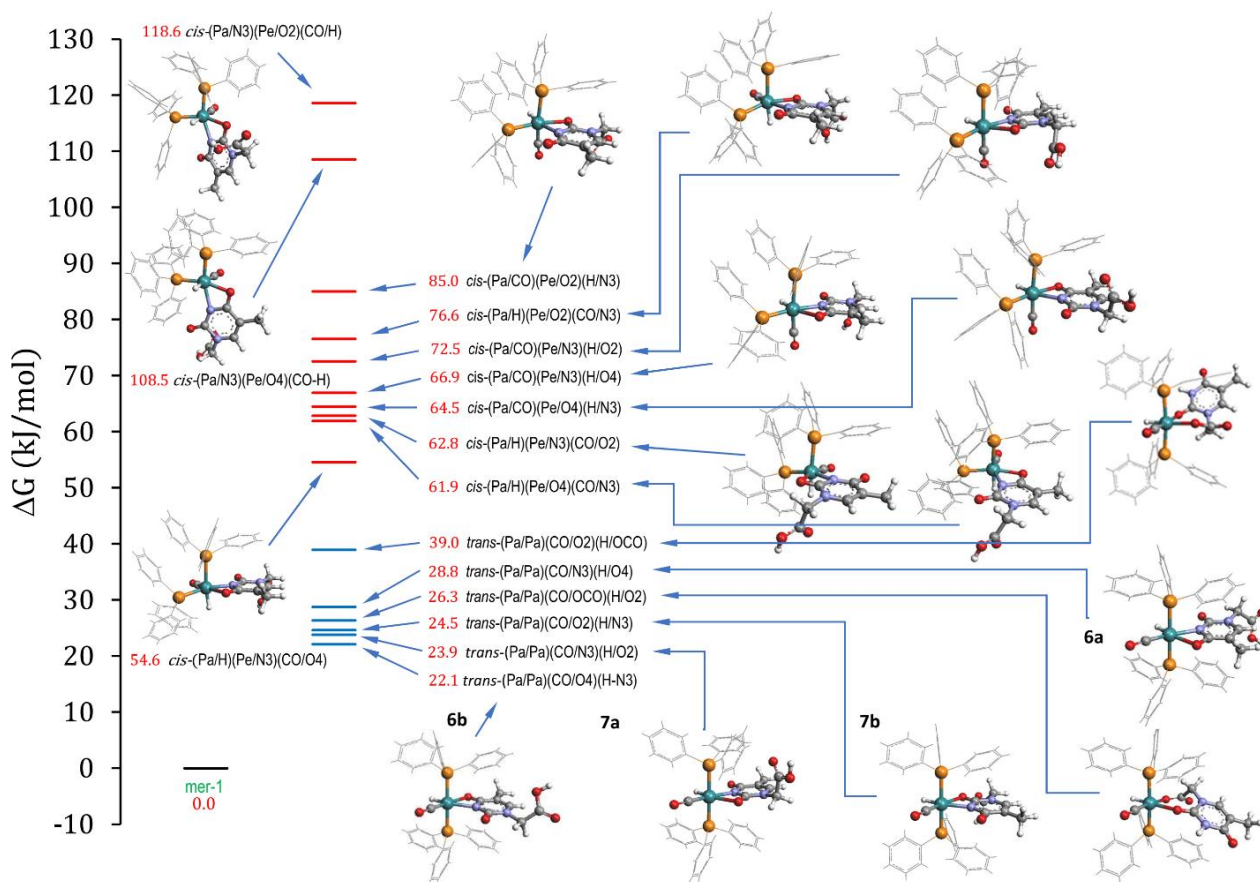 118.6 cis-(Pa/N3)(Pe/O2)(CO/H)
130
120
110
100
90
80
70
60
50
40
30
20
10
0
-10
ΔG (kJ/mol)
108.5 cis-(Pa/N3)(Pe/O4)(CO-H)
85.0 cis-(Pa/CO)(Pe/O2)(H/N3)
76.6 cis-(Pa/H)(Pe/O2)(CO/N3)
72.5 cis-(Pa/CO)(Pe/N3)(H/O2)
66.9 cis-(Pa/CO)(Pe/N3)(H/O4)
64.5 cis-(Pa/CO)(Pe/O4)(H/N3)
62.8 cis-(Pa/H)(Pe/N3)(CO/O2)
61.9 cis-(Pa/H)(Pe/O4)(CO/N3)
54.6 cis-(Pa/H)(Pe/N3)(CO/O4)
39.0 trans-(Pa/Pa)(CO/O2)(H/OCO)
28.8 trans-(Pa/Pa)(CO/N3)(H/O4)
26.3 trans-(Pa/Pa)(CO/OCO)(H/O2)
24.5 trans-(Pa/Pa)(CO/O2)(H/N3)
23.9 trans-(Pa/Pa)(CO/N3)(H/O2)
22.1 trans-(Pa/Pa)(CO/O4)(H-N3)
6a
6b
7a
7b
mer-1
0.0